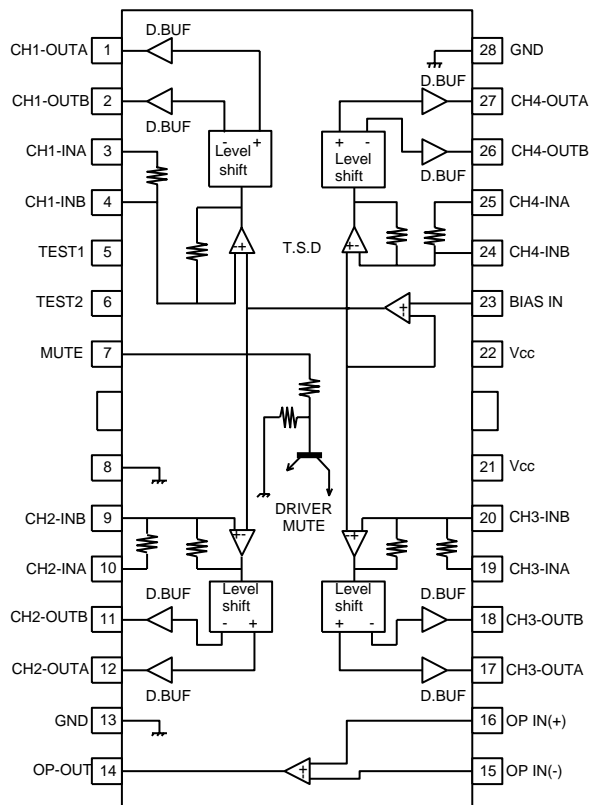 D.BUF
CH1-OUTA 1
28 GND
D.BUF
CH1-OUTB 2
27 CH4-OUTA
D.BUF
- +
Level
shift
+ -
Level
shift
CH1-INA 3
26 CH4-OUTB
D.BUF
CH1-INB 4
25 CH4-INA
TEST1 5
-+
T.S.D
+-
24 CH4-INB
TEST2 6
+-
23 BIAS IN
MUTE 7
22 Vcc
8
21 Vcc
DRIVER
MUTE
CH2-INB 9
+-
-+
20 CH3-INB
CH2-INA 10
19 CH3-INA
Level
shift
- +
Level
shift
+ -
D.BUF
CH2-OUTB 11
18 CH3-OUTB
D.BUF
CH2-OUTA 12
17 CH3-OUTA
D.BUF
D.BUF
GND 13
16 OP IN(+)
OP-OUT 14
+-
15 OP IN(-)